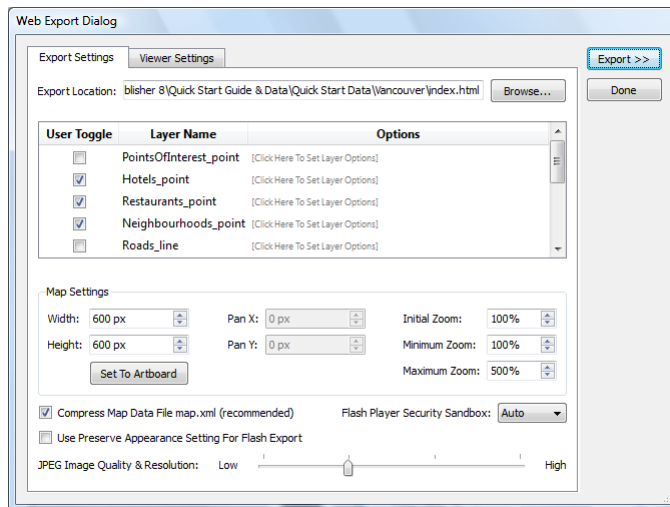 Web Export Dialog
Export Settings
Viewer Settings
Export >>
Done
Export Location:
blisher 8\Quick Start Guide & Data\Quick Start Data\Vancouver\index.html
Browse...
User Toggle Layer Name Options
PointsOfInterest_point [Click Here To Set Layer Options]
Hotels_point [Click Here To Set Layer Options]
Restaurants_point [Click Here To Set Layer Options]
Neighbourhoods_point [Click Here To Set Layer Options]
Roads_line [Click Here To Set Layer Options]
Map Settings
Width: 600 px Pan X: 0 px Initial Zoom: 100%
Height: 600 px Pan Y: 0 px Minimum Zoom: 100%
Set To Artboard Maximum Zoom: 500%
Compress Map Data File map.xml (recommended) Flash Player Security Sandbox: Auto
Use Preserve Appearance Setting For Flash Export
JPEG Image Quality & Resolution: Low High